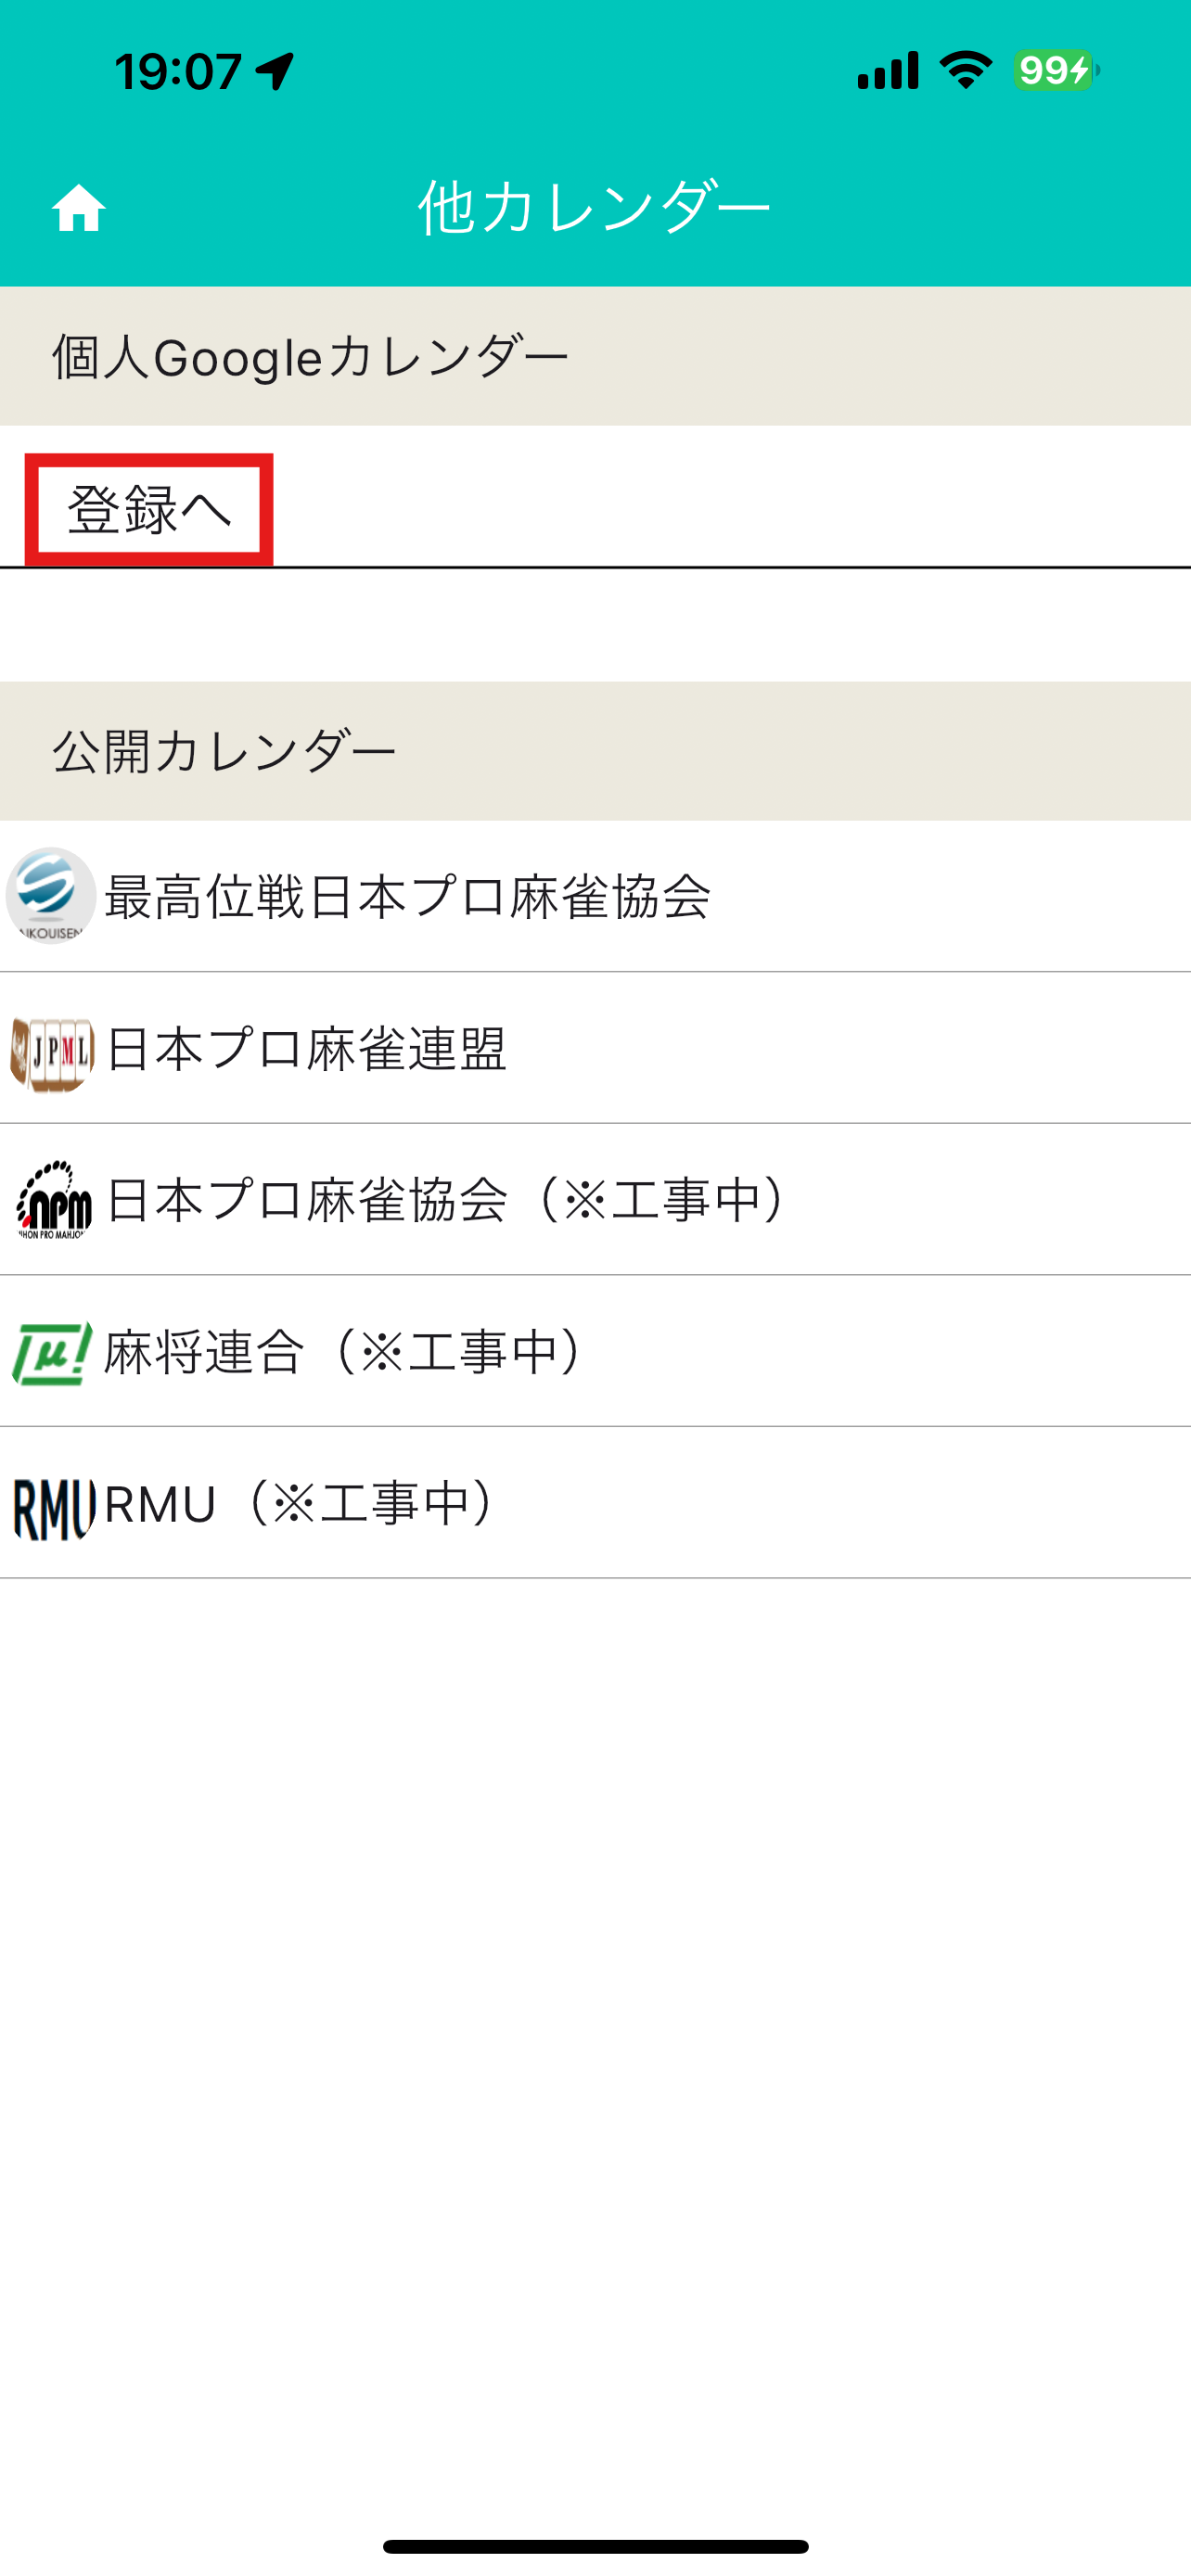 19:07
99
他カレンダー
個人Googleカレンダー
登録へ
公開カレンダー
最高位戦日本プロ麻雀協会
JPML
日本プロ麻雀連盟
npm
日本プロ麻雀協会（※工事中）
μ!
麻将連合（※工事中）
RMU
RMU（※工事中）